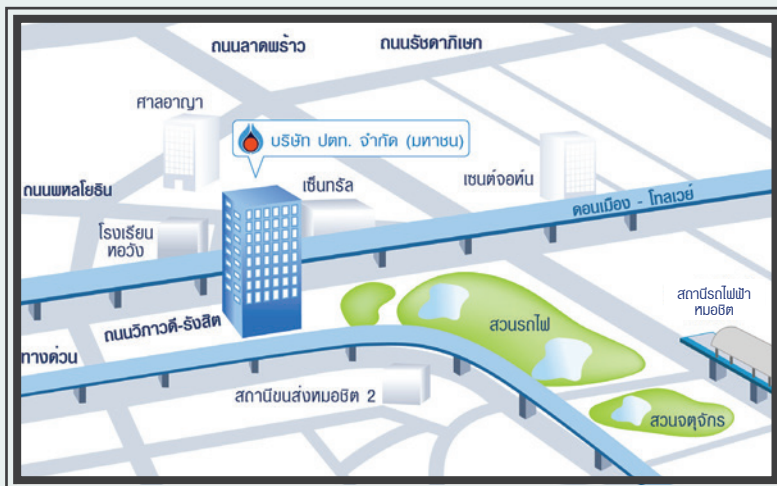 ถนนลาดพร้าว
ถนนรัชดาภิเษก
ศาลอาญา
บริษัท ปตท. จำกัด (มหาชน)
เซ็นทรัล
เซนต์จอห์น
ถนนพหลโยธิน
ดอนเมือง - โทลเวย์
โรงเรียน
หอวัง
สถานีรถไฟฟ้า
หมอชิต
สวนรถไฟ
ถนนวิภาวดี-รังสิต
ทางด่วน
สถานีขนส่งหมอชิต 2
สวนจตุจักร